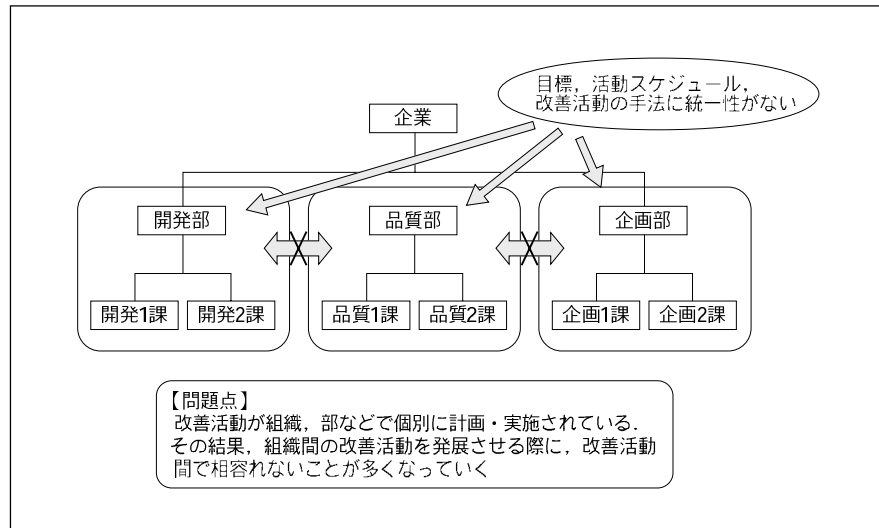 目標，活動スケジュール，
改善活動の手法に統一性がない
企業
開発部
品質部
企画部
開発1課
開発2課
品質1課
品質2課
企画1課
企画2課
【問題点】
改善活動が組織，部などで個別に計画・実施されている．
その結果，組織間の改善活動を発展させる際に，改善活動
間で相容れないことが多くなっていく